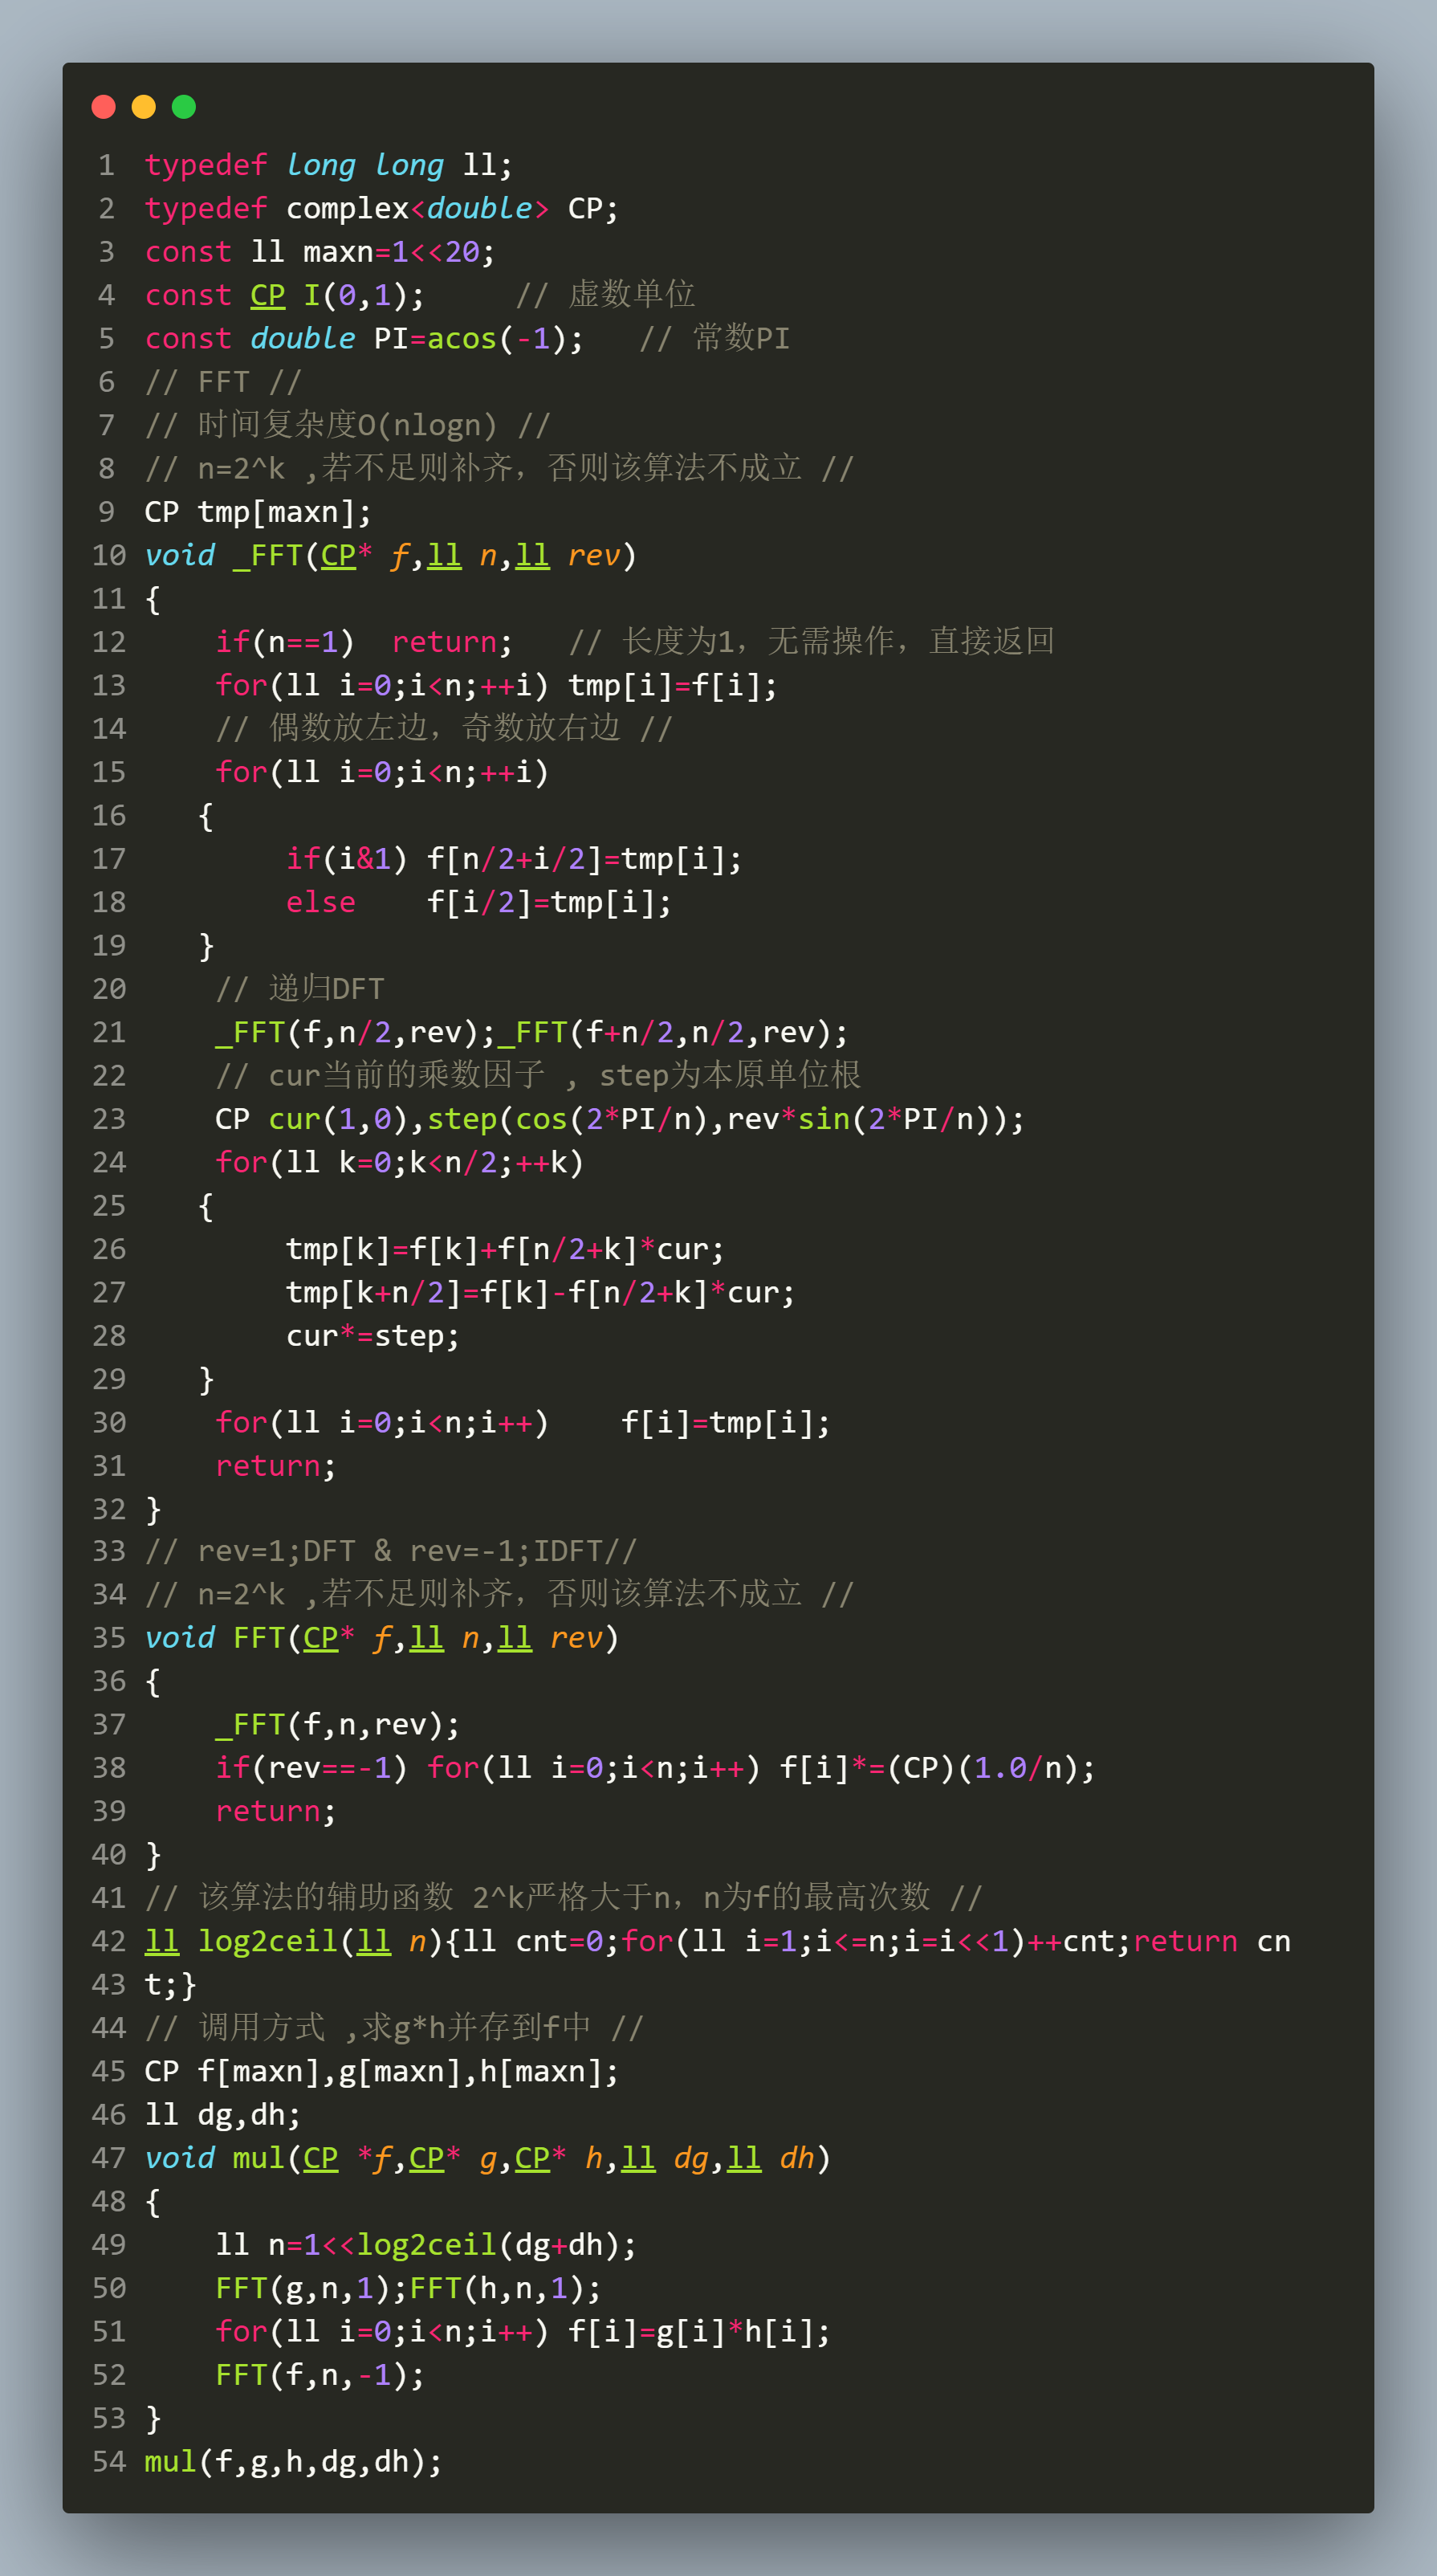 1 typedef long long ll;
2 typedef complex<double> CP;
3 const ll maxn=1<<20;
4 const CP I(0,1);     // 虚数单位
5 const double PI=acos(-1);   // 常数PI
6 // FFT //
7 // 时间复杂度O(nlogn) //
8 // n=2^k ,若不足则补齐，否则该算法不成立 //
9 CP tmp[maxn];
10 void _FFT(CP* f,ll n,ll rev)
11 {
12     if(n==1)  return;   // 长度为1，无需操作，直接返回
13     for(ll i=0;i<n;++i) tmp[i]=f[i];
14     // 偶数放左边，奇数放右边 //
15     for(ll i=0;i<n;++i)
16    {
17         if(i&1) f[n/2+i/2]=tmp[i];
18         else    f[i/2]=tmp[i];
19    }
20     // 递归DFT
21     _FFT(f,n/2,rev);_FFT(f+n/2,n/2,rev);
22     // cur当前的乘数因子 , step为本原单位根
23     CP cur(1,0),step(cos(2*PI/n),rev*sin(2*PI/n));
24     for(ll k=0;k<n/2;++k)
25    {
26         tmp[k]=f[k]+f[n/2+k]*cur;
27         tmp[k+n/2]=f[k]-f[n/2+k]*cur;
28         cur*=step;
29    }
30     for(ll i=0;i<n;i++)    f[i]=tmp[i];
31     return;
32 }
33 // rev=1;DFT & rev=-1;IDFT//
34 // n=2^k ,若不足则补齐，否则该算法不成立 //
35 void FFT(CP* f,ll n,ll rev)
36 {
37     _FFT(f,n,rev);
38     if(rev==-1) for(ll i=0;i<n;i++) f[i]*=(CP)(1.0/n);
39     return;
40 }
41 // 该算法的辅助函数 2^k严格大于n，n为f的最高次数 //
42 ll log2ceil(ll n){ll cnt=0;for(ll i=1;i<=n;i=i<<1)++cnt;return cn
43 t;}
44 // 调用方式 ,求g*h并存到f中 //
45 CP f[maxn],g[maxn],h[maxn];
46 ll dg,dh;
47 void mul(CP *f,CP* g,CP* h,ll dg,ll dh)
48 {
49     ll n=1<<log2ceil(dg+dh);
50     FFT(g,n,1);FFT(h,n,1);
51     for(ll i=0;i<n;i++) f[i]=g[i]*h[i];
52     FFT(f,n,-1);
53 }
54 mul(f,g,h,dg,dh);